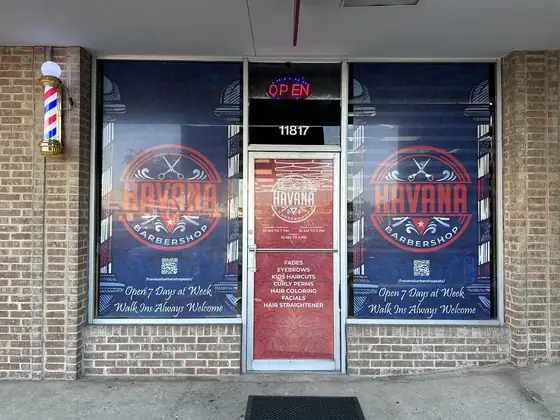 OPEN
11817
HAVANA
BARBERSHOP
Open 7 Days at Week
Walk Ins Always Welcome
HAVANA
BARBERSHOP
FADES
EYEBROWS
KIDS HAIRCUTS
CURLY PERMS
HAIR COLORING
FACIALS
HAIR STRAIGHTENER
HAVANA
BARBERSHOP
Open 7 Days at Week
Walk Ins Always Welcome